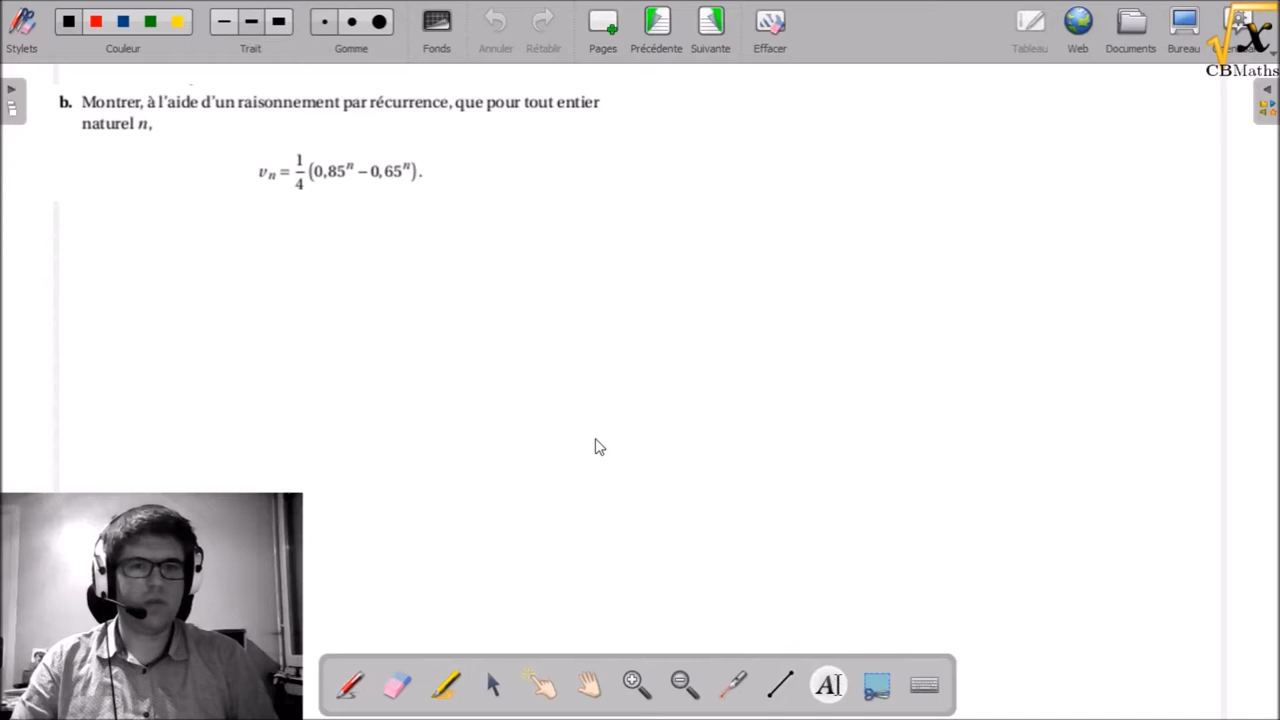 Stylets Couleur Trait Gomme Fonds Annuler Rétablir Pages Précédente Suivante Effacer Tableau Web Documents Bureau
CBMaths
b. Montrer, à l'aide d'un raisonnement par récurrence, que pour tout entier
naturel n,
vₙ = 1/4 (0,85ⁿ − 0,65ⁿ).
AI